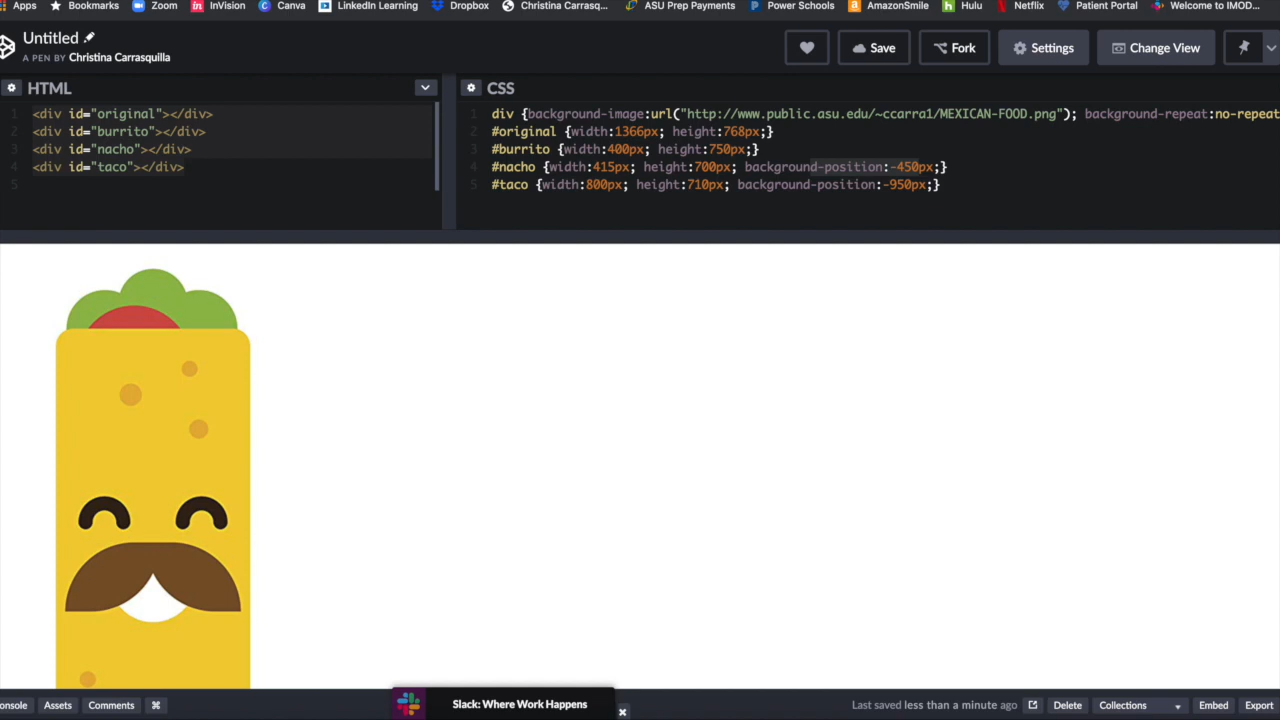 Apps Bookmarks Zoom InVision Canva LinkedIn Learning Dropbox Christina Carrasq... ASU Prep Payments Power Schools AmazonSmile Hulu Netflix Patient Portal Welcome to IMOD...
Untitled
A PEN BY Christina Carrasquilla
Save Fork Settings Change View
HTML
1 <div id="original"></div>
2 <div id="burrito"></div>
3 <div id="nacho"></div>
4 <div id="taco"></div>
5
CSS
1 div {background-image:url("http://www.public.asu.edu/~ccarra1/MEXICAN-FOOD.png"); background-repeat:no-repeat
2 #original {width:1366px; height:768px;}
3 #burrito {width:400px; height:750px;}
4 #nacho {width:415px; height:700px; background-position:-450px;}
5 #taco {width:800px; height:710px; background-position:-950px;}
onsole Assets Comments ⌘ Slack: Where Work Happens Last saved less than a minute ago Delete Collections Embed Export